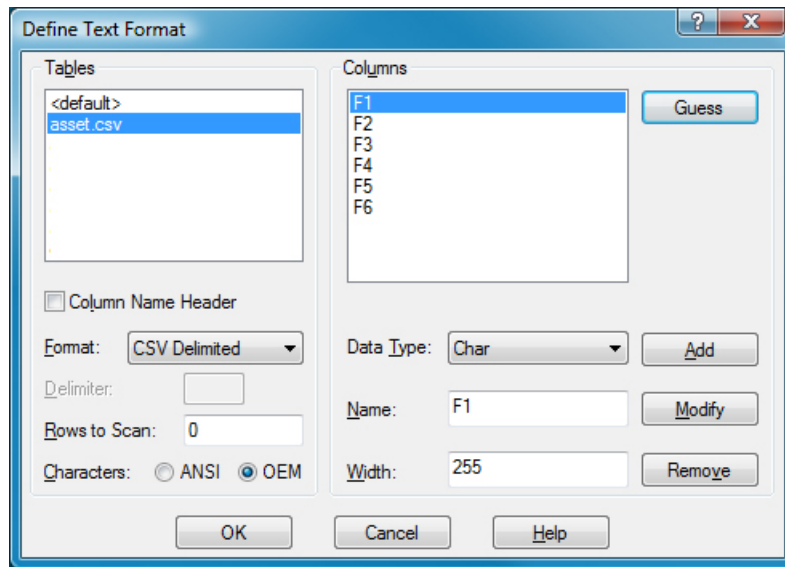 Define Text Format
?
Tables
<default>
asset.csv
Column Name Header
Format: CSV Delimited
Delimiter:
Rows to Scan: 0
Characters: ANSI OEM
Columns
F1
F2
F3
F4
F5
F6
Guess
Data Type: Char Add
Name: F1 Modify
Width: 255 Remove
OK Cancel Help